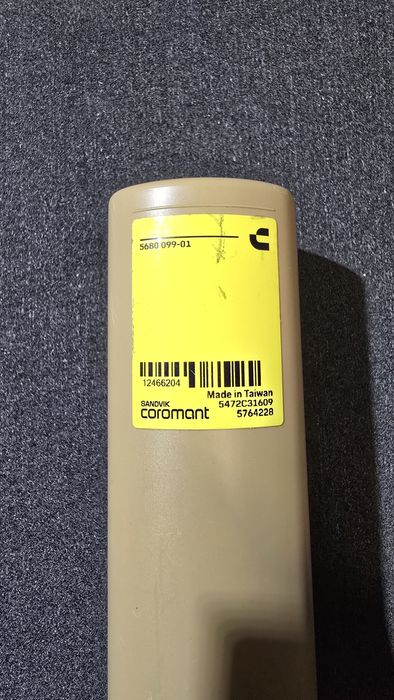 5680 099-01
12466204
Made in Taiwan
SANDVIK 5472C31609
coromant 5764228